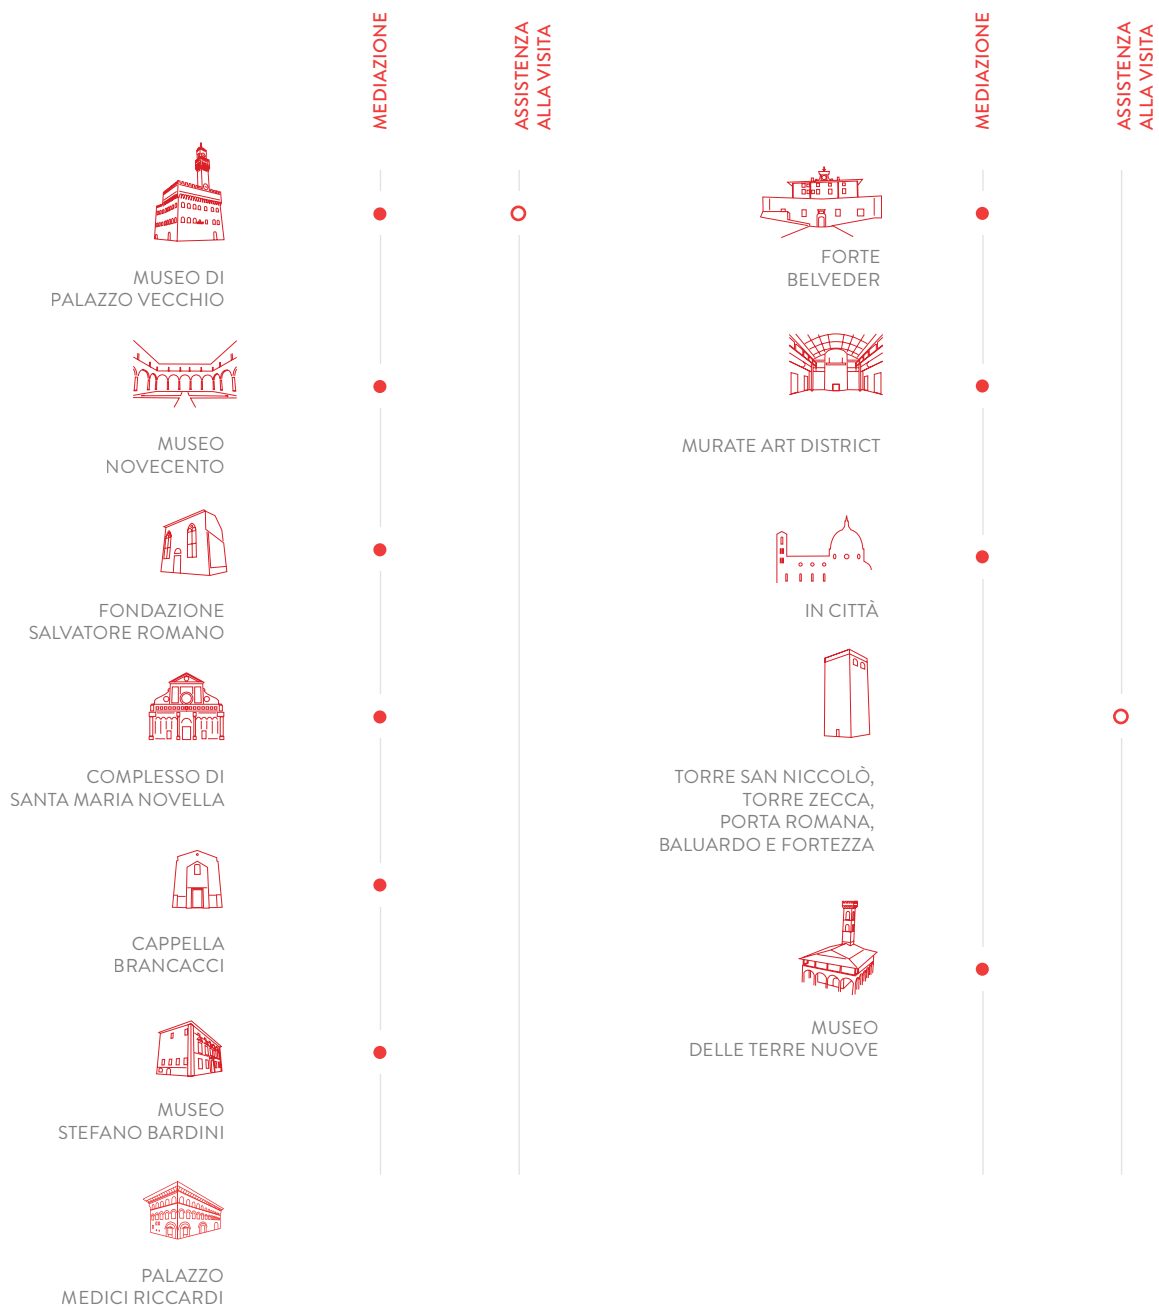 MEDIAZIONE
ASSISTENZA
ALLA VISITA
MUSEO DI
PALAZZO VECCHIO
MUSEO
NOVECENTO
FONDAZIONE
SALVATORE ROMANO
COMPLESSO DI
SANTA MARIA NOVELLA
CAPPELLA
BRANCACCI
MUSEO
STEFANO BARDINI
PALAZZO
MEDICI RICCARDI
MEDIAZIONE
ASSISTENZA
ALLA VISITA
FORTE
BELVEDER
MURATE ART DISTRICT
IN CITTÀ
TORRE SAN NICCOLÒ,
TORRE ZECCA,
PORTA ROMANA,
BALUARDO E FORTEZZA
MUSEO
DELLE TERRE NUOVE